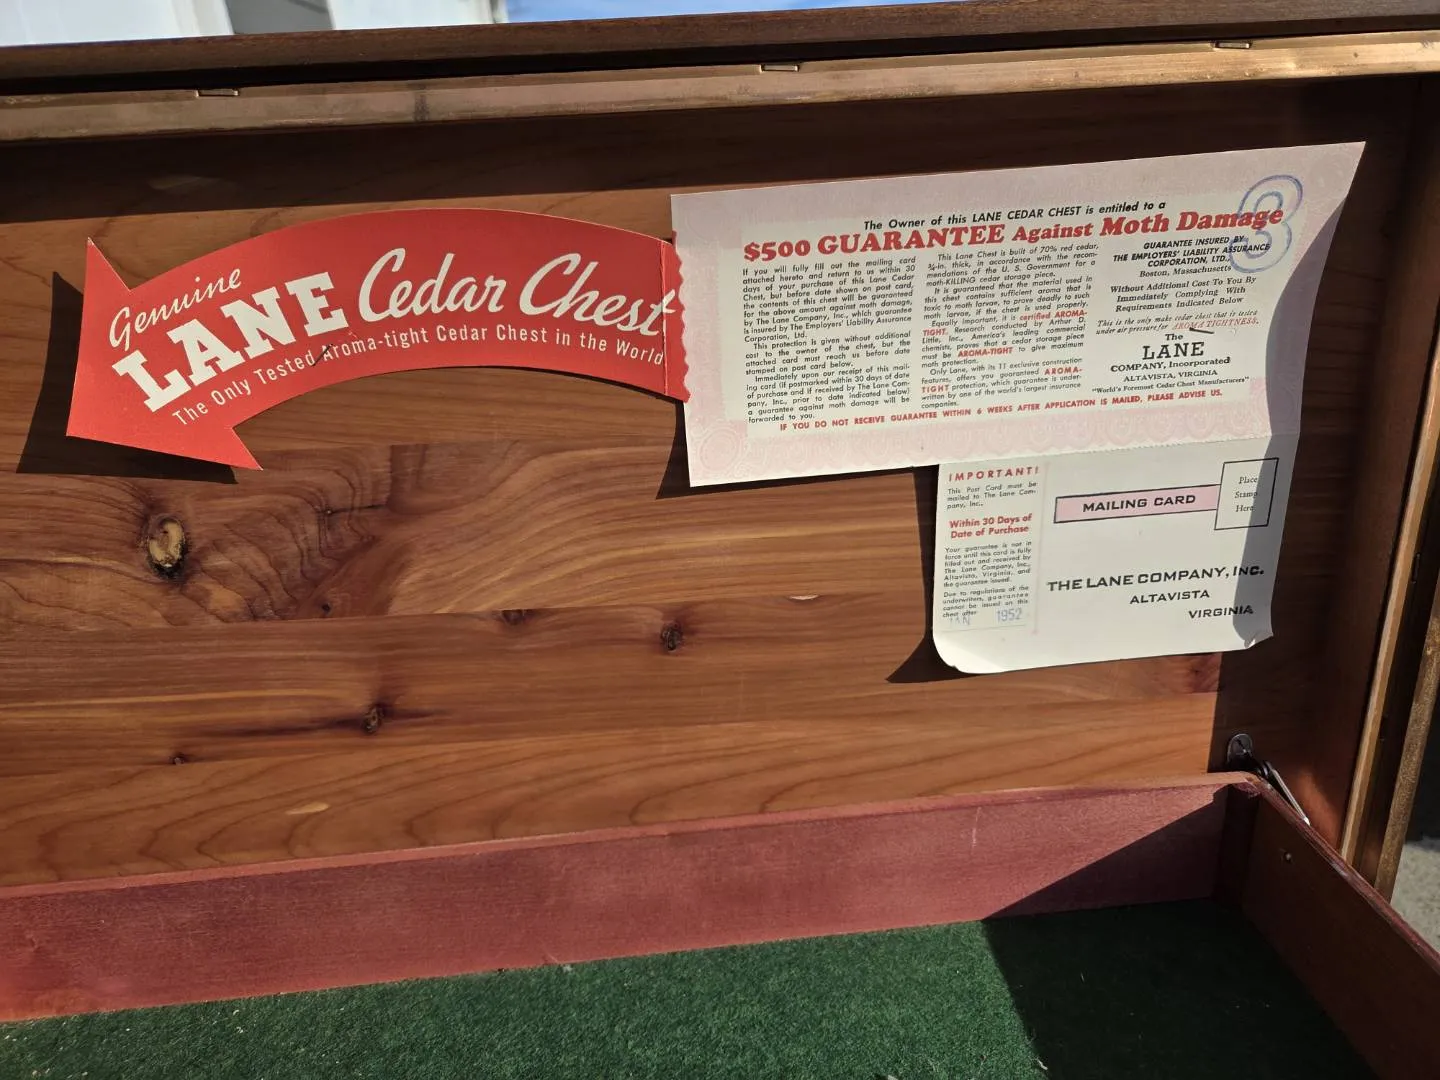 Genuine
LANE Cedar Chest
The Only Tested Aroma-tight Cedar Chest in the World
The Owner of this LANE CEDAR CHEST is entitled to a
$500 GUARANTEE Against Moth Damage
3
If you will fully fill out the mailing card
attached hereto and return to us within 30
days of your purchase of this Lane Cedar
Chest, but before date shown on post card,
the contents of this chest will be guaranteed
for the above amount against moth damage,
by The Lane Company, Inc., which guarantee
is insured by The Employers' Liability Assurance
Corporation, Ltd.
This protection is given without additional
cost to the owner of the chest, but the
attached card must reach us before date
stamped on post card below.
Immediately upon our receipt of this mail-
ing card (if postmarked within 30 days of date
of purchase and if received by The Lane Com-
pany, Inc., prior to date indicated below)
a guarantee against moth damage will be
forwarded to you.
This Lane Chest is built of 70% red cedar,
¾-in. thick, in accordance with the recom-
mendations of the U. S. Government for a
moth-KILLING cedar storage piece.
It is guaranteed that the material used in
this chest contains sufficient aroma that is
toxic to moth larvae, to prove deadly to such
moth larvae, if the chest is used properly.
Equally important, it is certified AROMA-
TIGHT. Research conducted by Arthur D.
Little, Inc., America's leading commercial
chemists, proves that a cedar storage piece
must be AROMA-TIGHT to give maximum
moth protection.
Only Lane, with its 11 exclusive construction
features, offers you guaranteed AROMA-
TIGHT protection, which guarantee is under-
written by one of the world's largest insurance
companies.
GUARANTEE INSURED BY
THE EMPLOYERS' LIABILITY ASSURANCE
CORPORATION, LTD.
Boston, Massachusetts
Without Additional Cost To You By
Immediately Complying With
Requirements Indicated Below
This is the only make cedar chest that is tested
under air pressure for AROMA-TIGHTNESS.
The
LANE
COMPANY, Incorporated
ALTAVISTA, VIRGINIA
"World's Foremost Cedar Chest Manufacturers"
IF YOU DO NOT RECEIVE GUARANTEE WITHIN 6 WEEKS AFTER APPLICATION IS MAILED, PLEASE ADVISE US.
IMPORTANT!
This Post Card must be
mailed to The Lane Com-
pany, Inc.,
Within 30 Days of
Date of Purchase
Your guarantee is not in
force until this card is fully
filled out and received by
The Lane Company, Inc.,
Altavista, Virginia, and
the guarantee issued.
Due to regulations of the
underwriters, guarantee
cannot be issued on this
chest after
JAN 1952
MAILING CARD
Place
Stamp
Here
THE LANE COMPANY, INC.
ALTAVISTA
VIRGINIA